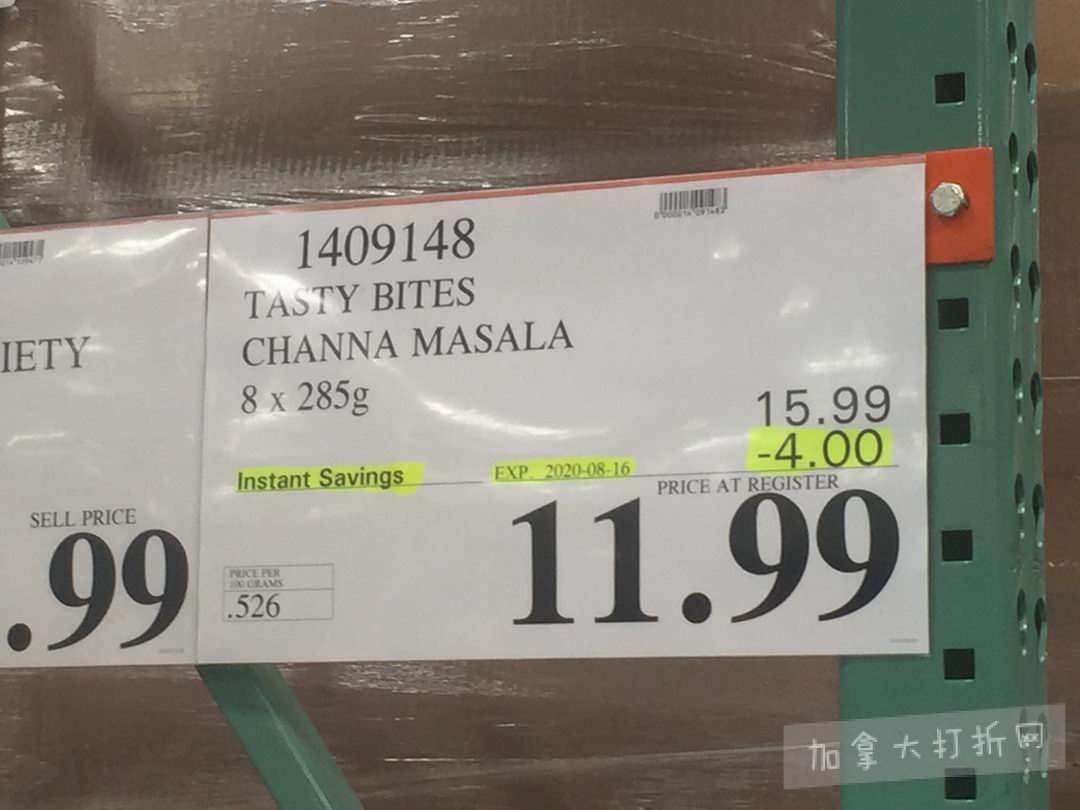 1409148
TASTY BITES
CHANNA MASALA
8 x 285g
15.99
-4.00
Instant Savings
EXP. 2020-08-16
PRICE AT REGISTER
11.99
PRICE PER
100 GRAMS
.526
IETY
SELL PRICE
.99
加拿大打折网